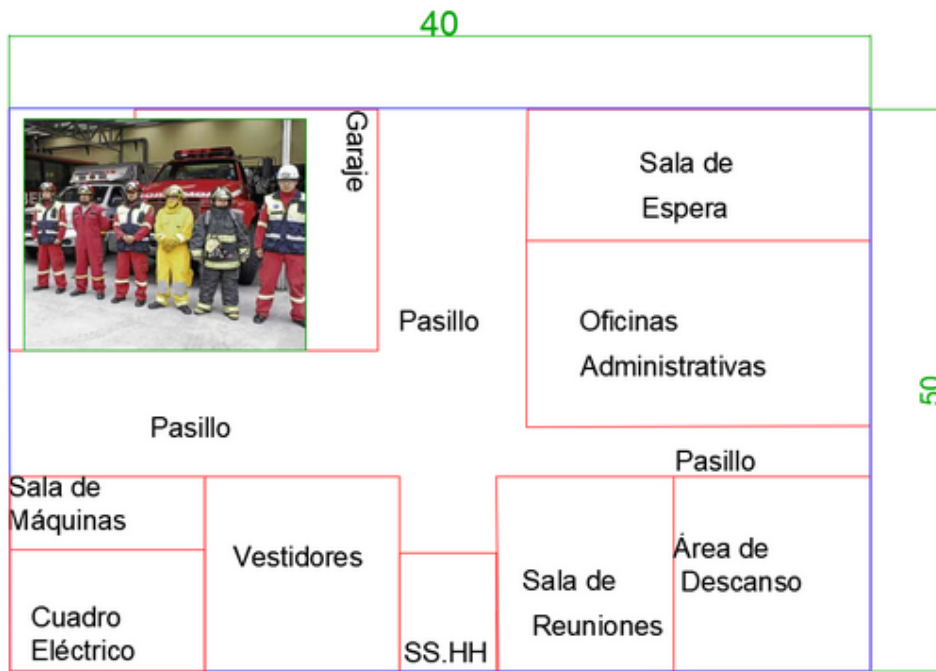 40
Garaje
Sala de
Espera
Pasillo
Oficinas
Administrativas
50
Pasillo
Pasillo
Sala de
Máquinas
Vestidores
Área de
Descanso
Sala de
Reuniones
Cuadro
Eléctrico
SS.HH